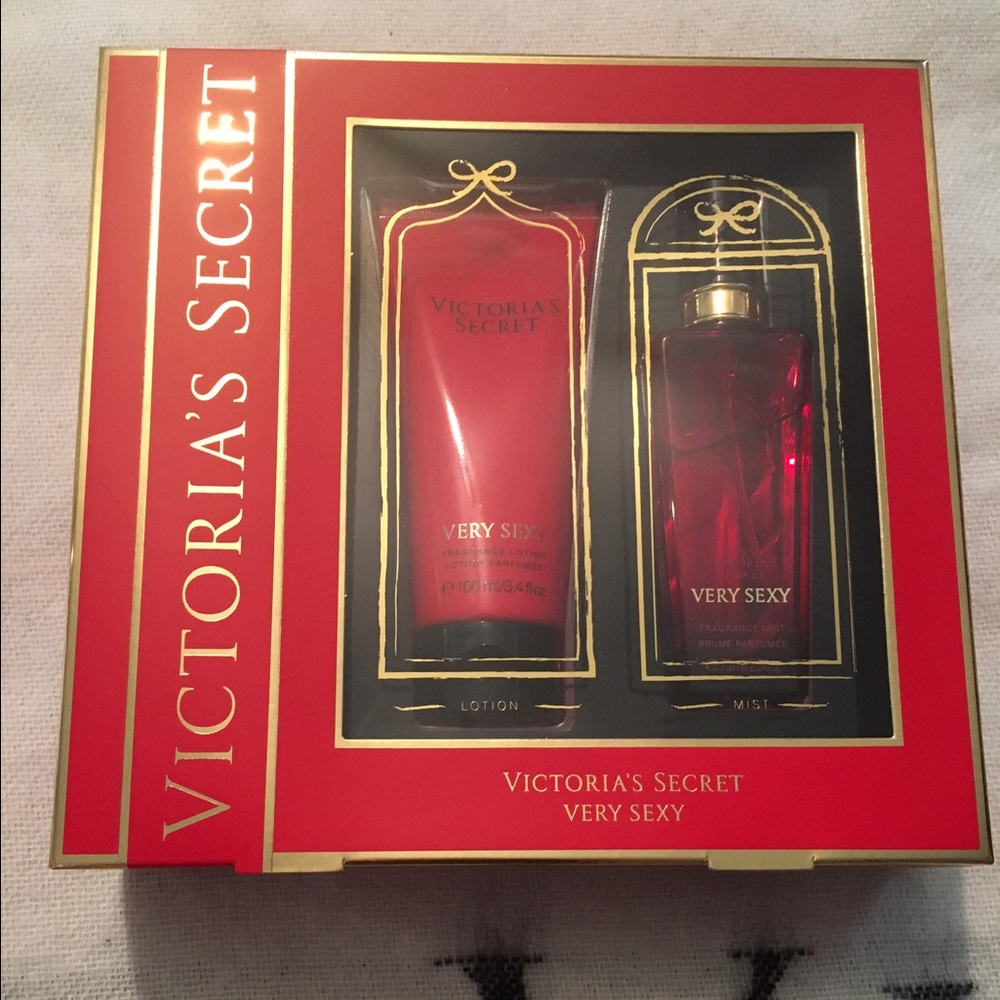 VICTORIA'S SECRET
VICTORIA'S
SECRET
VERY SEXY
FRAGRANCE LOTION
LOTION PARFUMÉE
e 100 ml/3.4 fl oz
LOTION
VERY SEXY
FRAGRANCE MIST
BRUME PARFUMÉE
MIST
VICTORIA'S SECRET
VERY SEXY